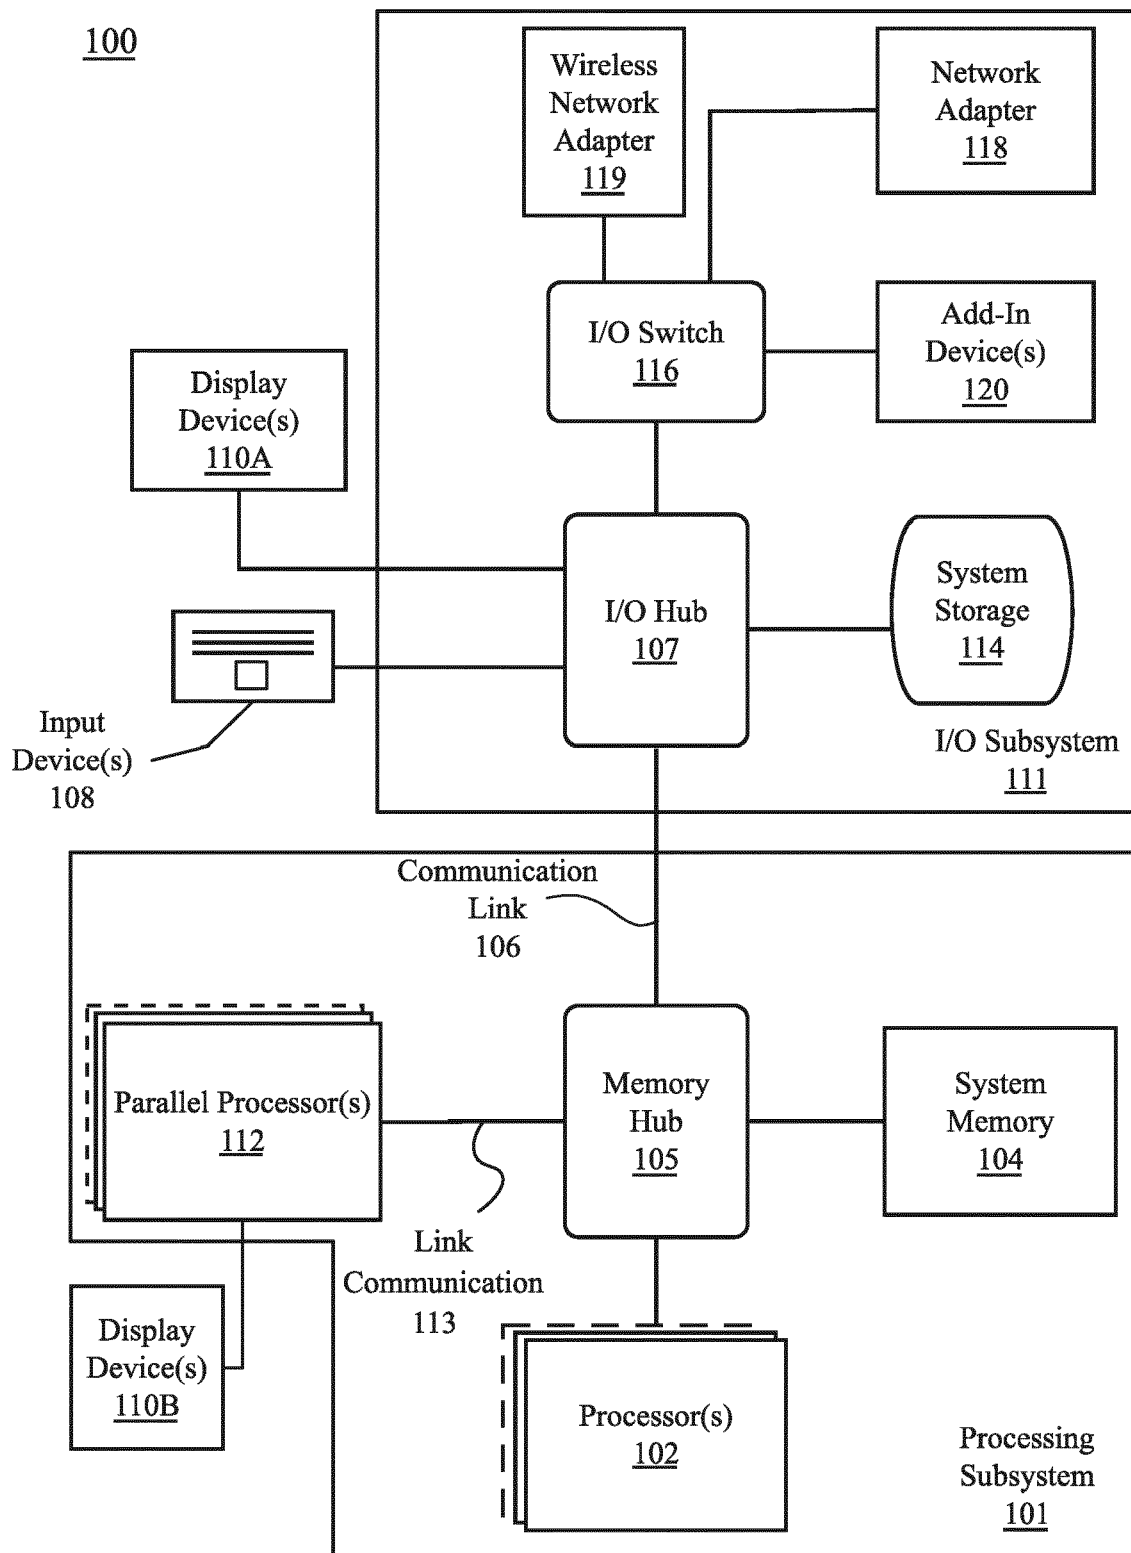 100
Wireless
Network
Adapter
119
Network
Adapter
118
I/O Switch
116
Add-In
Device(s)
120
Display
Device(s)
110A
I/O Hub
107
System
Storage
114
Input
Device(s)
108
I/O Subsystem
111
Communication
Link
106
Parallel Processor(s)
112
Memory
Hub
105
System
Memory
104
Link
Communication
113
Display
Device(s)
110B
Processor(s)
102
Processing
Subsystem
101